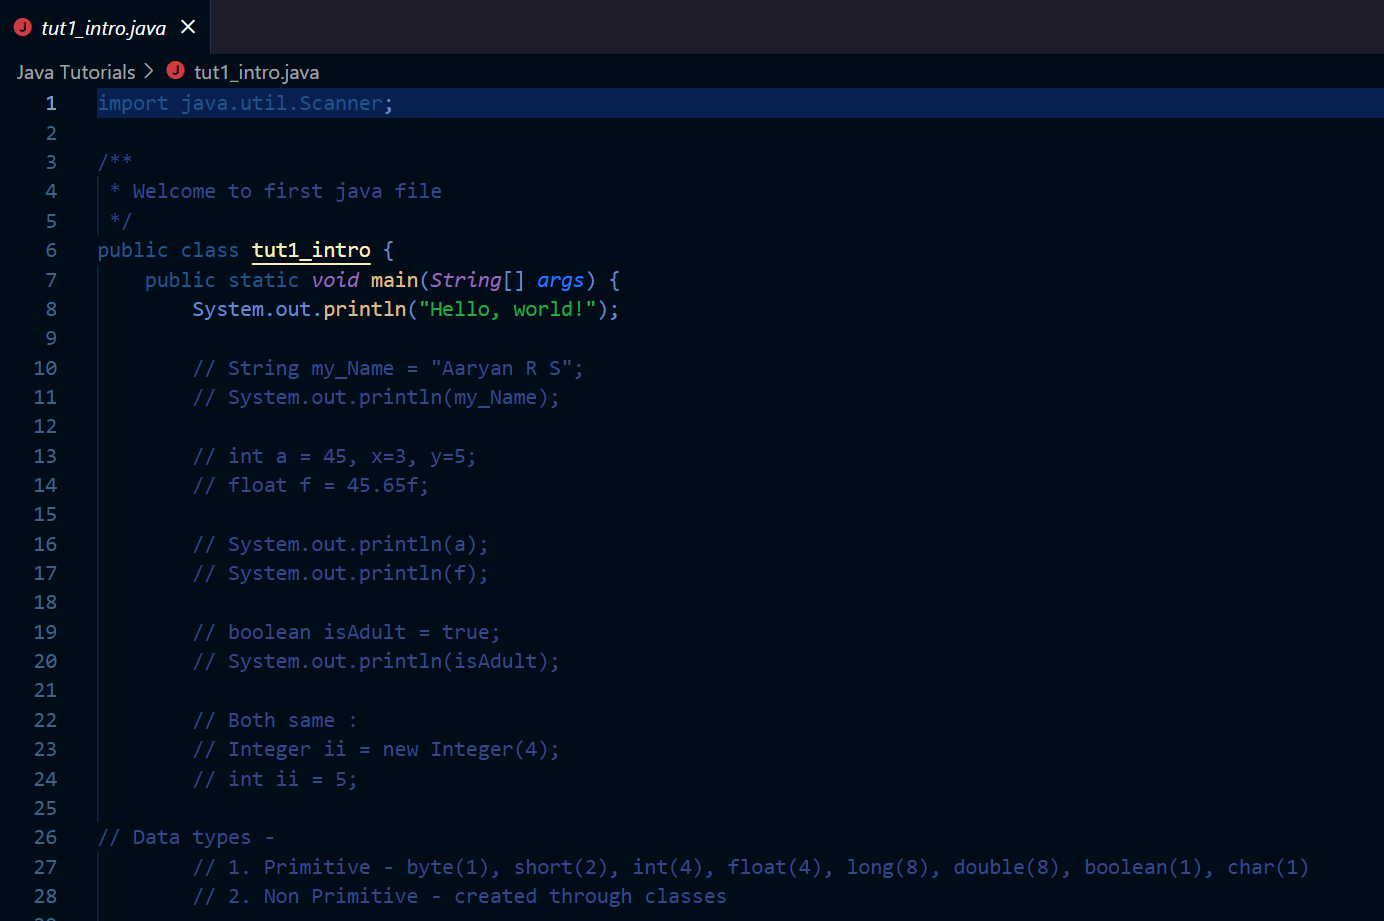 tut1_intro.java
Java Tutorials > tut1_intro.java
1 import java.util.Scanner;
2
3 /**
4 * Welcome to first java file
5 */
6 public class tut1_intro {
7 public static void main(String[] args) {
8 System.out.println("Hello, world!");
9
10 // String my_Name = "Aaryan R S";
11 // System.out.println(my_Name);
12
13 // int a = 45, x=3, y=5;
14 // float f = 45.65f;
15
16 // System.out.println(a);
17 // System.out.println(f);
18
19 // boolean isAdult = true;
20 // System.out.println(isAdult);
21
22 // Both same :
23 // Integer ii = new Integer(4);
24 // int ii = 5;
25
26 // Data types -
27 // 1. Primitive - byte(1), short(2), int(4), float(4), long(8), double(8), boolean(1), char(1)
28 // 2. Non Primitive - created through classes